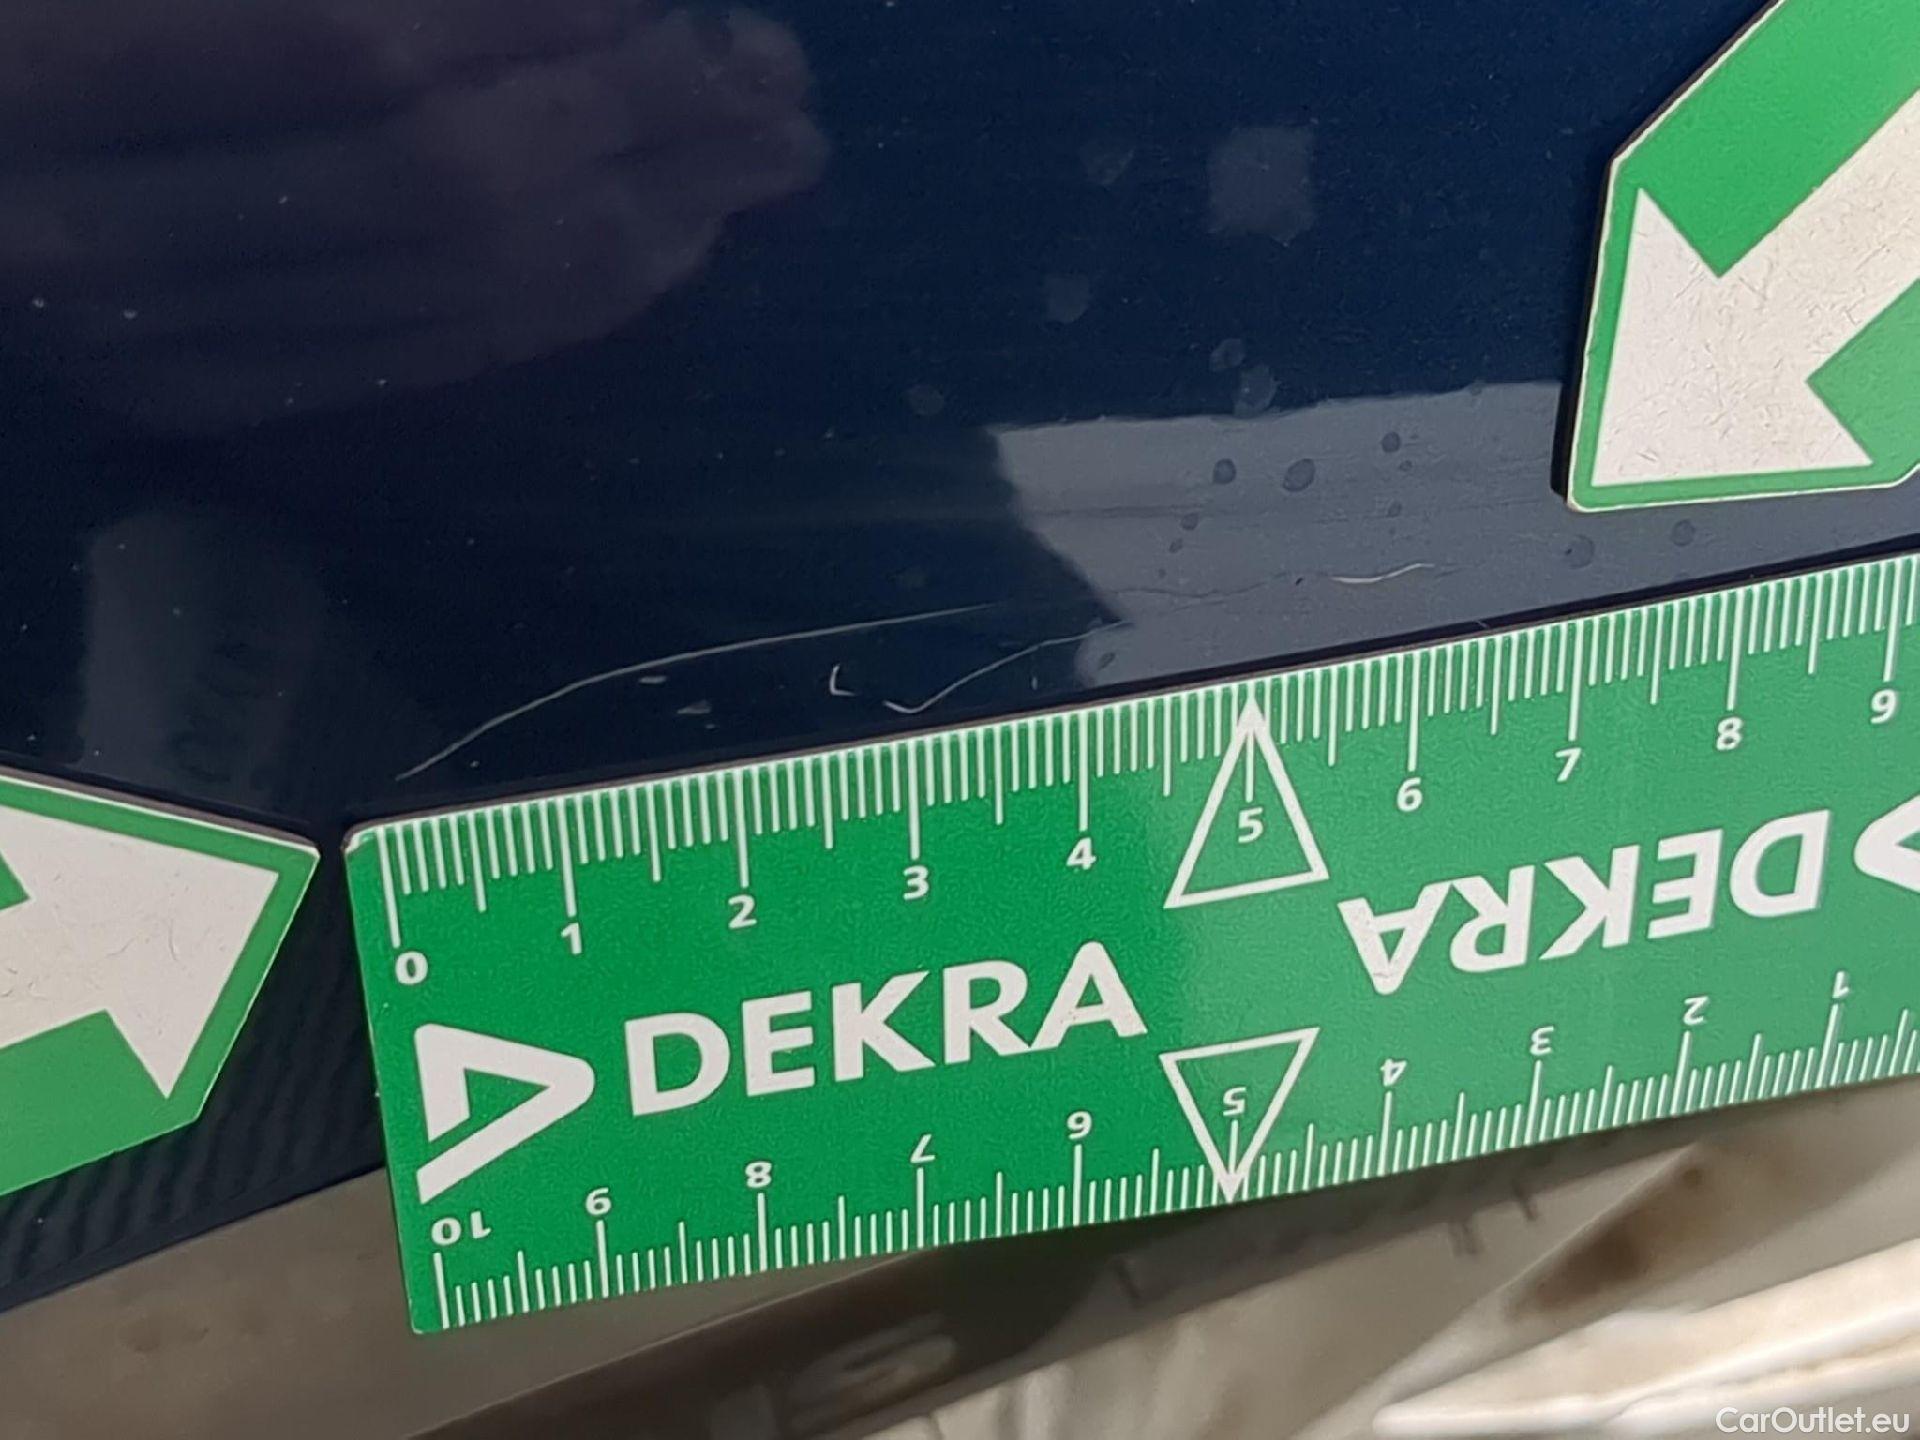 0 1 2 3 4 5 6 7 8 9
DEKRA
DEKRA
10 9 8 7 6 5 4 3 2 1
CarOutlet.eu